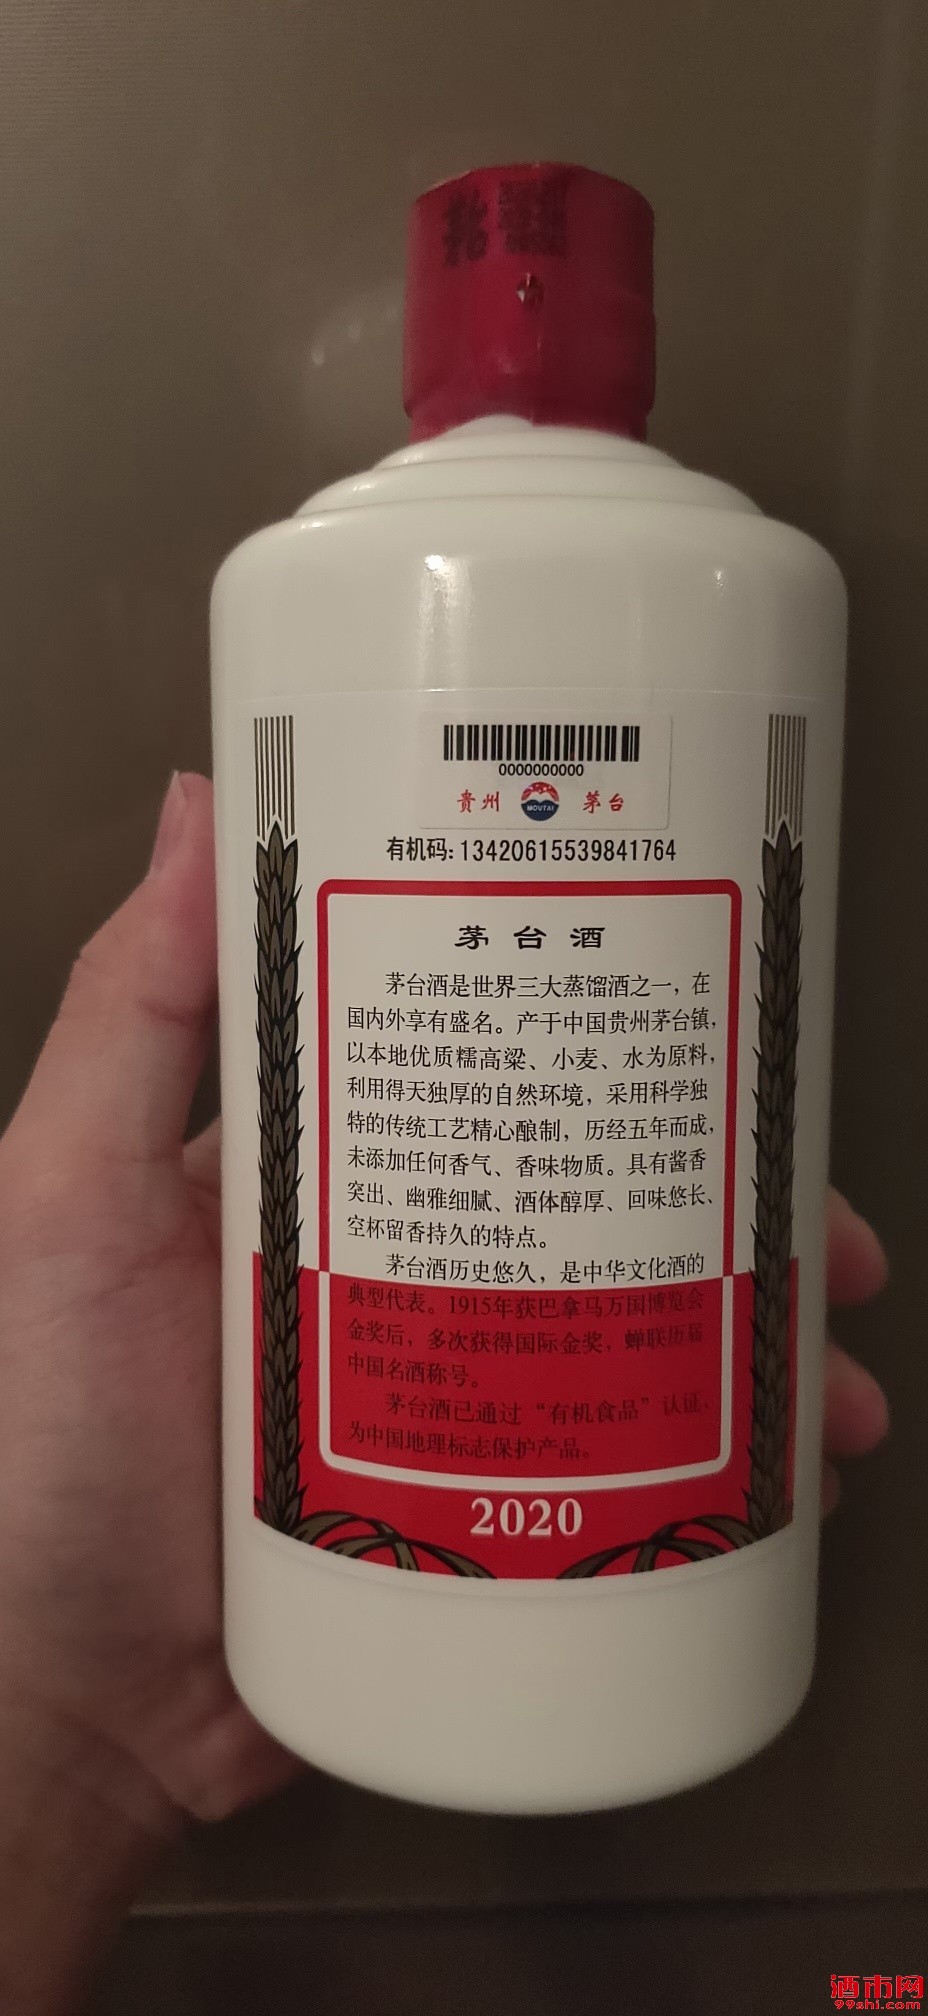 0000000000
贵州 MOUTAI 茅台
有机码：13420615539841764
茅台酒
茅台酒是世界三大蒸馏酒之一，在
国内外享有盛名。产于中国贵州茅台镇，
以本地优质糯高粱、小麦、水为原料，
利用得天独厚的自然环境，采用科学独
特的传统工艺精心酿制，历经五年而成，
未添加任何香气、香味物质。具有酱香
突出、幽雅细腻、酒体醇厚、回味悠长、
空杯留香持久的特点。
茅台酒历史悠久，是中华文化酒的
典型代表。1915年获巴拿马万国博览会
金奖后，多次获得国际金奖，蝉联历届
中国名酒称号。
茅台酒已通过“有机食品”认证、
为中国地理标志保护产品。
2020
酒市网
99shi.com